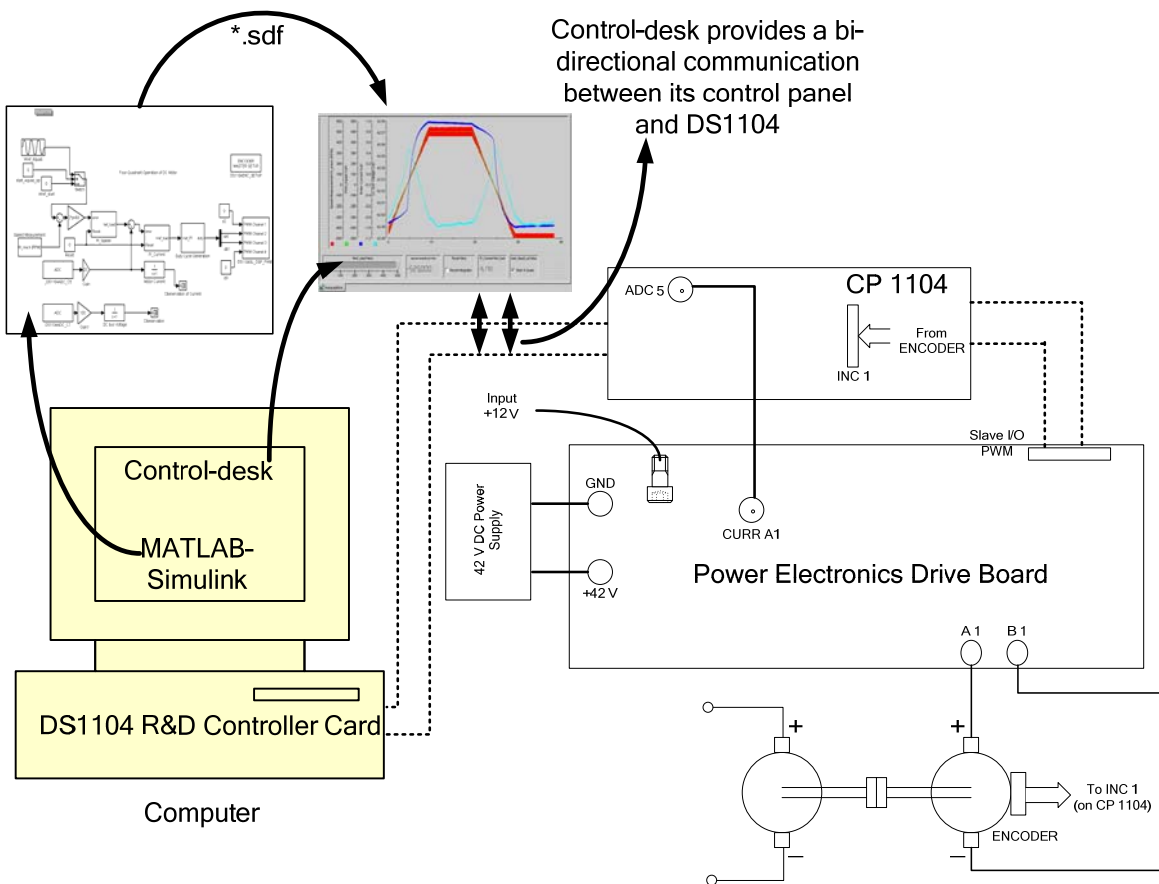 *.sdf
Control-desk provides a bi-
directional communication
between its control panel
and DS1104
Four Quadrant Operation of DC Motor
ADC 5
CP 1104
From
ENCODER
INC 1
Input
+12 V
Slave I/O
PWM
42 V DC Power
Supply
GND
+42 V
CURR A1
Power Electronics Drive Board
A 1
B 1
Control-desk
MATLAB-
Simulink
DS1104 R&D Controller Card
Computer
+
+
To INC 1
(on CP 1104)
ENCODER
–
–